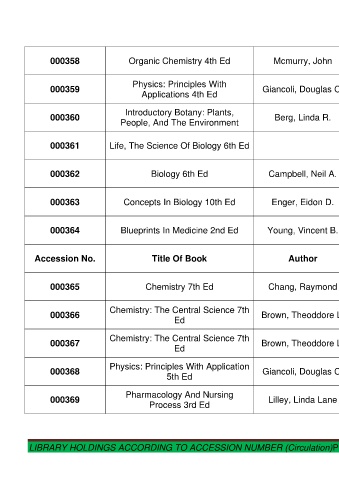 000358 Organic Chemistry 4th Ed Mcmurry, John
000359 Physics: Principles With
Applications 4th Ed Giancoli, Douglas C
000360 Introductory Botany: Plants,
People, And The Environment Berg, Linda R.
000361 Life, The Science Of Biology 6th Ed
000362 Biology 6th Ed Campbell, Neil A.
000363 Concepts In Biology 10th Ed Enger, Eidon D.
000364 Blueprints In Medicine 2nd Ed Young, Vincent B.
Accession No. Title Of Book Author
000365 Chemistry 7th Ed Chang, Raymond
000366 Chemistry: The Central Science 7th
Ed Brown, Theoddore L
000367 Chemistry: The Central Science 7th
Ed Brown, Theoddore L
000368 Physics: Principles With Application
5th Ed Giancoli, Douglas C
000369 Pharmacology And Nursing
Process 3rd Ed Lilley, Linda Lane
LIBRARY HOLDINGS ACCORDING TO ACCESSION NUMBER (Circulation)P